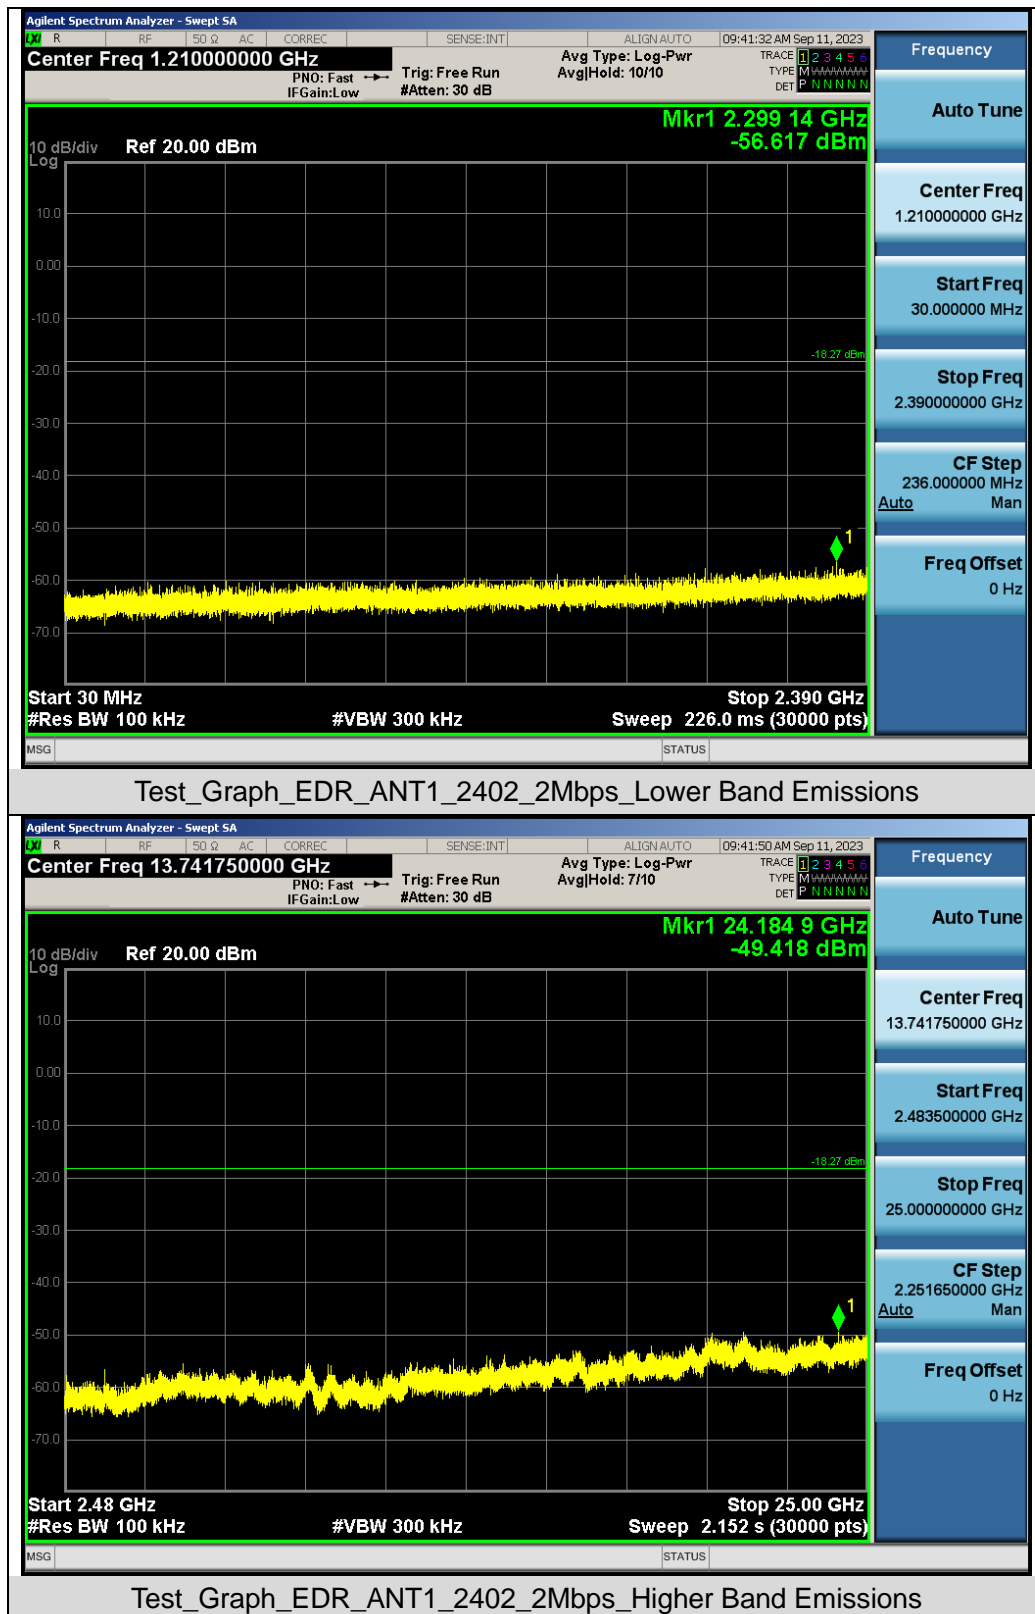 Agilent Spectrum Analyzer - Swept SA
LXI R RF 50 Ω AC CORREC SENSE:INT ALIGN AUTO 09:41:32 AM Sep 11, 2023
Center Freq 1.210000000 GHz
PNO: Fast
IFGain:Low
Trig: Free Run
#Atten: 30 dB
Avg Type: Log-Pwr
Avg|Hold: 10/10
TRACE 1 2 3 4 5 6
TYPE M
DET P N N N N N
Mkr1 2.299 14 GHz
-56.617 dBm
10 dB/div Ref 20.00 dBm
Log
10.0
0.00
-10.0
-18.27 dBm
-20.0
-30.0
-40.0
-50.0
1
-60.0
-70.0
Start 30 MHz Stop 2.390 GHz
#Res BW 100 kHz #VBW 300 kHz Sweep 226.0 ms (30000 pts)
MSG STATUS
Frequency
Auto Tune
Center Freq
1.210000000 GHz
Start Freq
30.000000 MHz
Stop Freq
2.390000000 GHz
CF Step
236.000000 MHz
Auto Man
Freq Offset
0 Hz
Test_Graph_EDR_ANT1_2402_2Mbps_Lower Band Emissions
Agilent Spectrum Analyzer - Swept SA
LXI R RF 50 Ω AC CORREC SENSE:INT ALIGN AUTO 09:41:50 AM Sep 11, 2023
Center Freq 13.741750000 GHz
PNO: Fast
IFGain:Low
Trig: Free Run
#Atten: 30 dB
Avg Type: Log-Pwr
Avg|Hold: 7/10
TRACE 1 2 3 4 5 6
TYPE M
DET P N N N N N
Mkr1 24.184 9 GHz
-49.418 dBm
10 dB/div Ref 20.00 dBm
Log
10.0
0.00
-10.0
-18.27 dBm
-20.0
-30.0
-40.0
1
-50.0
-60.0
-70.0
Start 2.48 GHz Stop 25.00 GHz
#Res BW 100 kHz #VBW 300 kHz Sweep 2.152 s (30000 pts)
MSG STATUS
Frequency
Auto Tune
Center Freq
13.741750000 GHz
Start Freq
2.483500000 GHz
Stop Freq
25.000000000 GHz
CF Step
2.251650000 GHz
Auto Man
Freq Offset
0 Hz
Test_Graph_EDR_ANT1_2402_2Mbps_Higher Band Emissions